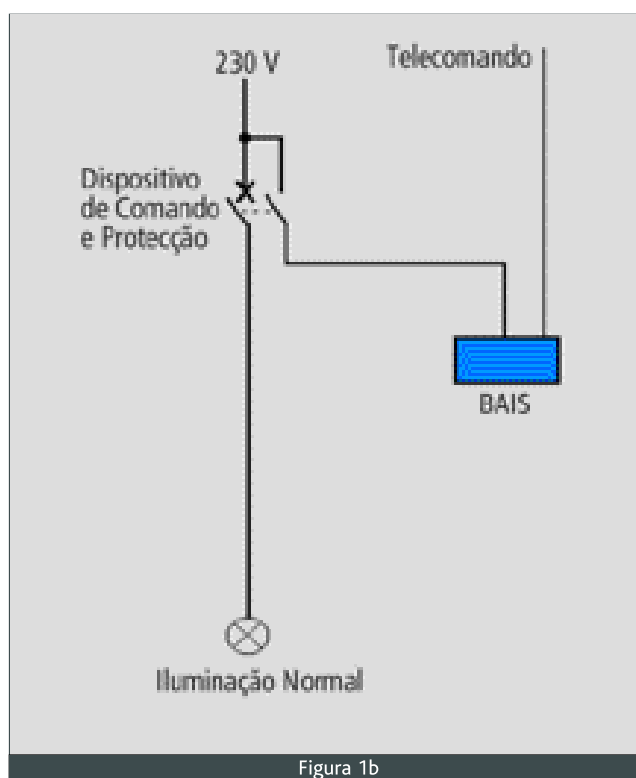 230 V
Telecomando
Dispositivo
de Comando
e Protecção
BAIS
Iluminação Normal
Figura 1b